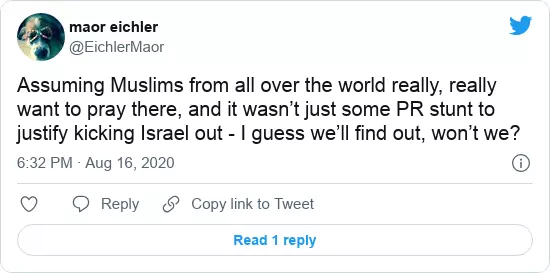 maor eichler
@EichlerMaor
Assuming Muslims from all over the world really, really
want to pray there, and it wasn’t just some PR stunt to
justify kicking Israel out - I guess we’ll find out, won’t we?
6:32 PM · Aug 16, 2020
Reply
Copy link to Tweet
Read 1 reply